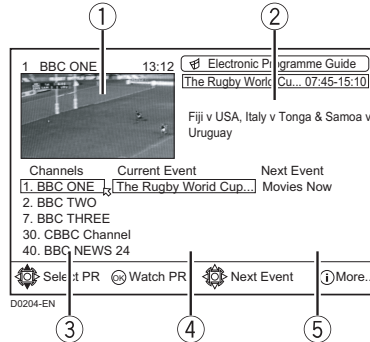 1 2
1 BBC ONE 13:12 Electronic Programme Guide
The Rugby World Cu... 07:45-15:10
Fiji v USA, Italy v Tonga & Samoa v
Uruguay
Channels Current Event Next Event
1. BBC ONE The Rugby World Cup... Movies Now
2. BBC TWO
7. BBC THREE
30. CBBC Channel
40. BBC NEWS 24
Select PR OK Watch PR Next Event i More..
D0204-EN
3 4 5